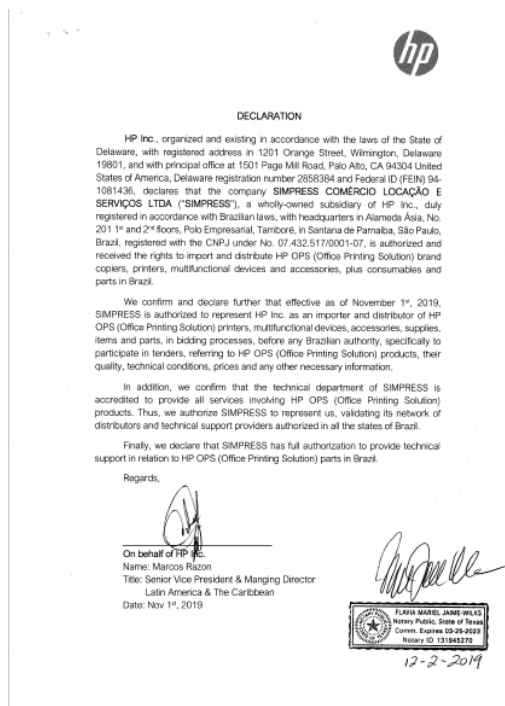 hp
DECLARATION
HP Inc., organized and existing in accordance with the laws of the State of
Delaware, with registered address in 1201 Orange Street, Wilmington, Delaware
19801, and with principal office at 1501 Page Mill Road, Palo Alto, CA 94304 United
States of America, Delaware registration number 2858384 and Federal ID (FEIN) 94-
1081436, declares that the company SIMPRESS COMÉRCIO LOCAÇÃO E
SERVIÇOS LTDA ("SIMPRESS"), a wholly-owned subsidiary of HP Inc., duly
registered in accordance with Brazilian laws, with headquarters in Alameda Ásia, No.
201 1st and 2nd floors, Polo Empresarial, Tamboré, in Santana de Parnaíba, São Paulo,
Brazil, registered with the CNPJ under No. 07.432.517/0001-07, is authorized and
received the rights to import and distribute HP OPS (Office Printing Solution) brand
copiers, printers, multifunctional devices and accessories, plus consumables and
parts in Brazil.
We confirm and declare further that effective as of November 1st, 2019,
SIMPRESS is authorized to represent HP Inc. as an importer and distributor of HP
OPS (Office Printing Solution) printers, multifunctional devices, accessories, supplies,
items and parts, in bidding processes, before any Brazilian authority, specifically to
participate in tenders, referring to HP OPS (Office Printing Solution) products, their
quality, technical conditions, prices and any other necessary information.
In addition, we confirm that the technical department of SIMPRESS is
accredited to provide all services involving HP OPS (Office Printing Solution)
products. Thus, we authorize SIMPRESS to represent us, validating its network of
distributors and technical support providers authorized in all the states of Brazil.
Finally, we declare that SIMPRESS has full authorization to provide technical
support in relation to HP OPS (Office Printing Solution) parts in Brazil.
Regards,
On behalf of HP Inc.
Name: Marcos Razon
Title: Senior Vice President & Manging Director
Latin America & The Caribbean
Date: Nov 1st, 2019
FLAVIA MARIEL JAIME-WILKS
Notary Public, State of Texas
Comm. Expires 03-25-2023
Notary ID 131945270
12-2-2019